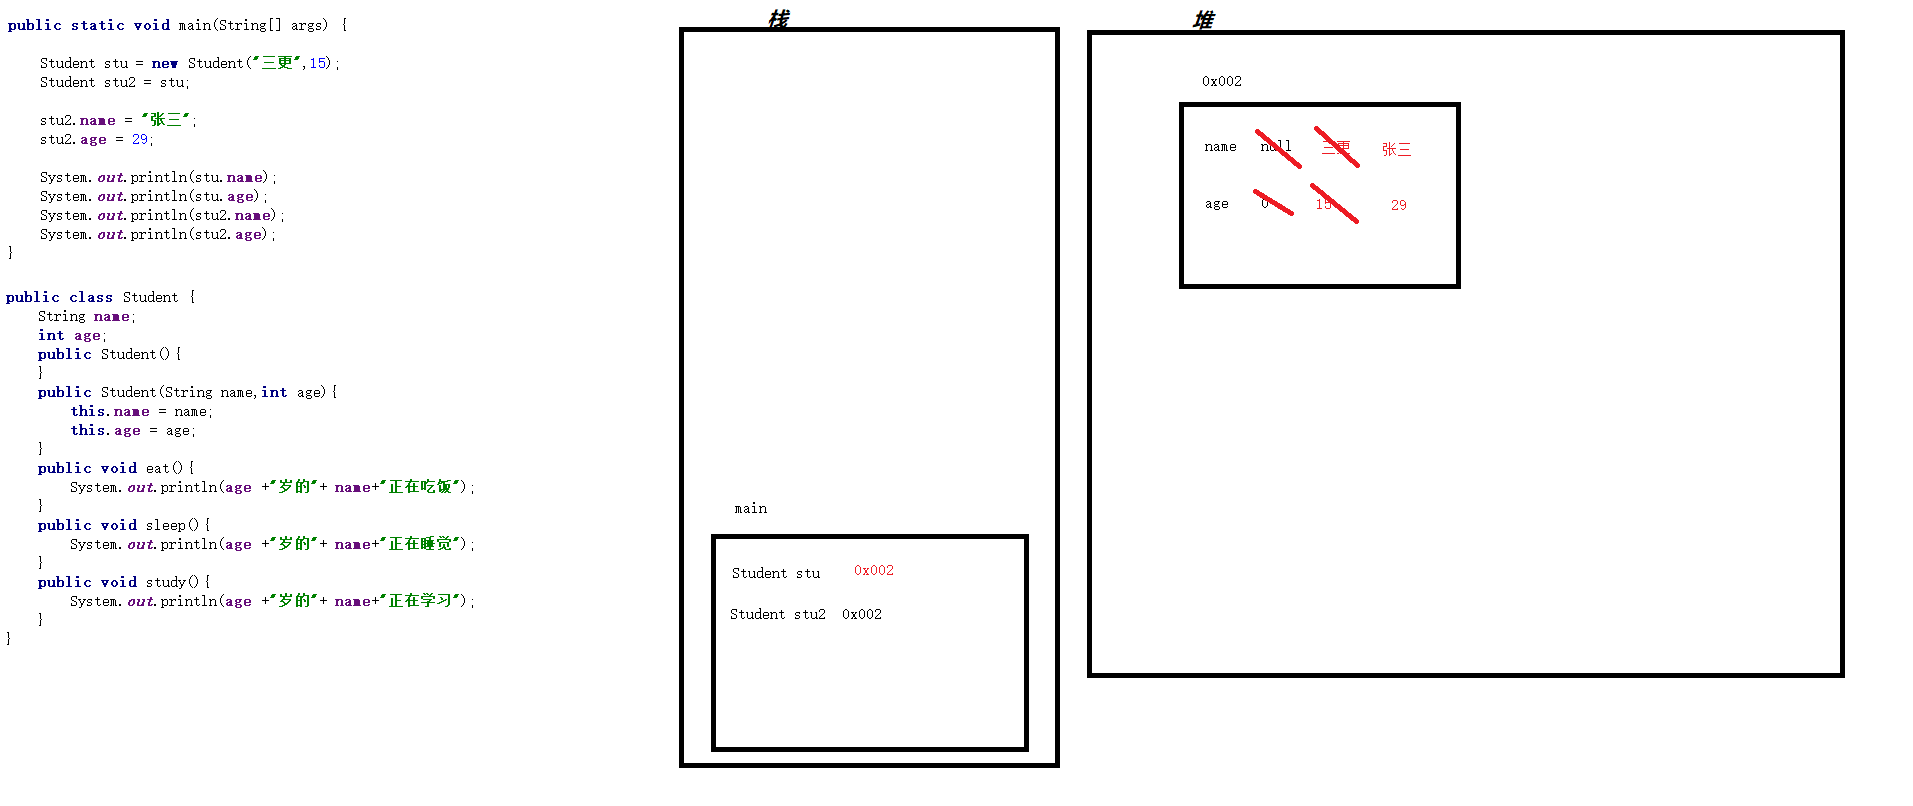 public static void main(String[] args) {
Student stu = new Student("三更",15);
Student stu2 = stu;
stu2.name = "张三";
stu2.age = 29;
System.out.println(stu.name);
System.out.println(stu.age);
System.out.println(stu2.name);
System.out.println(stu2.age);
}
public class Student {
String name;
int age;
public Student(){
}
public Student(String name,int age){
this.name = name;
this.age = age;
}
public void eat(){
System.out.println(age +"岁的"+ name+"正在吃饭");
}
public void sleep(){
System.out.println(age +"岁的"+ name+"正在睡觉");
}
public void study(){
System.out.println(age +"岁的"+ name+"正在学习");
}
}
栈
main
Student stu 0x002
Student stu2 0x002
堆
0x002
name null 三更 张三
age 0 15 29